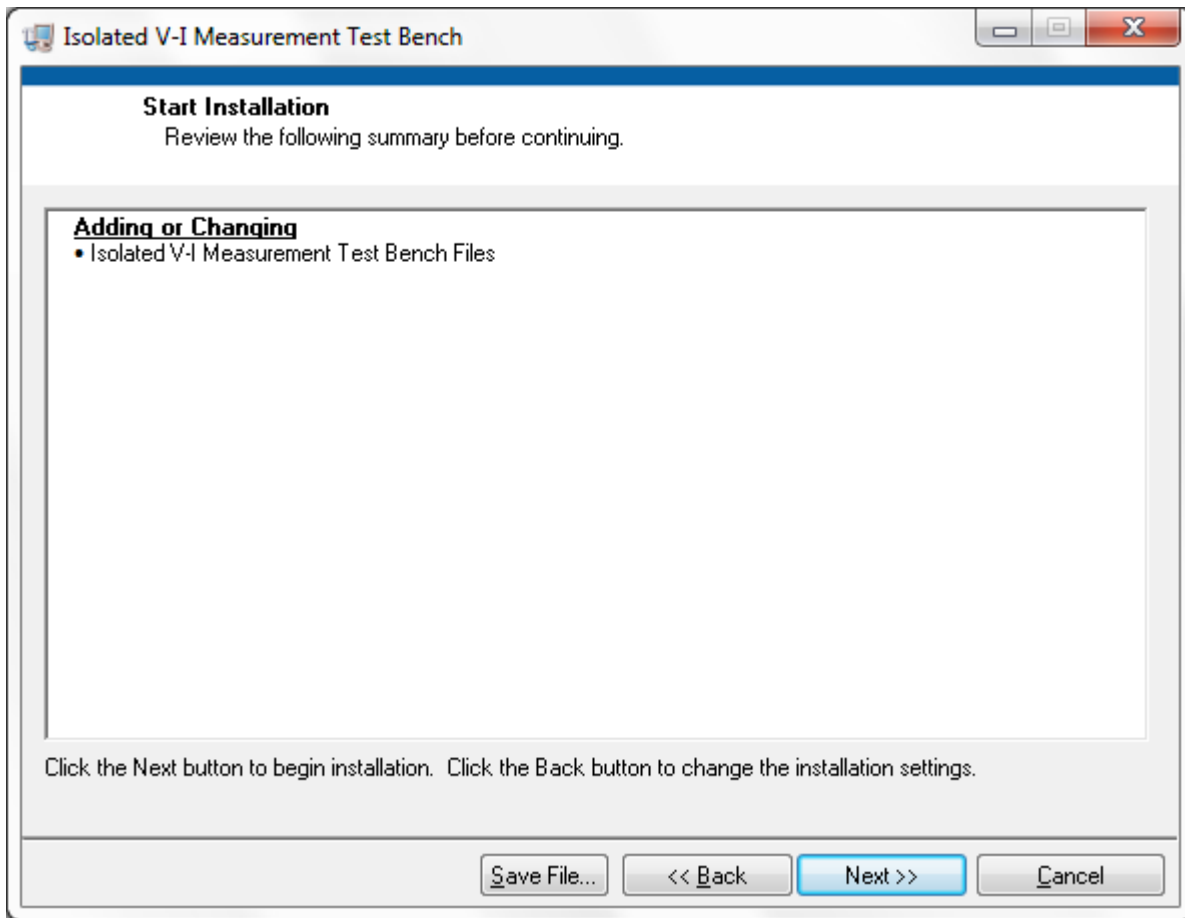 Isolated V-I Measurement Test Bench
Start Installation
Review the following summary before continuing.
Adding or Changing
• Isolated V-I Measurement Test Bench Files
Click the Next button to begin installation.  Click the Back button to change the installation settings.
Save File...
<< Back
Next >>
Cancel